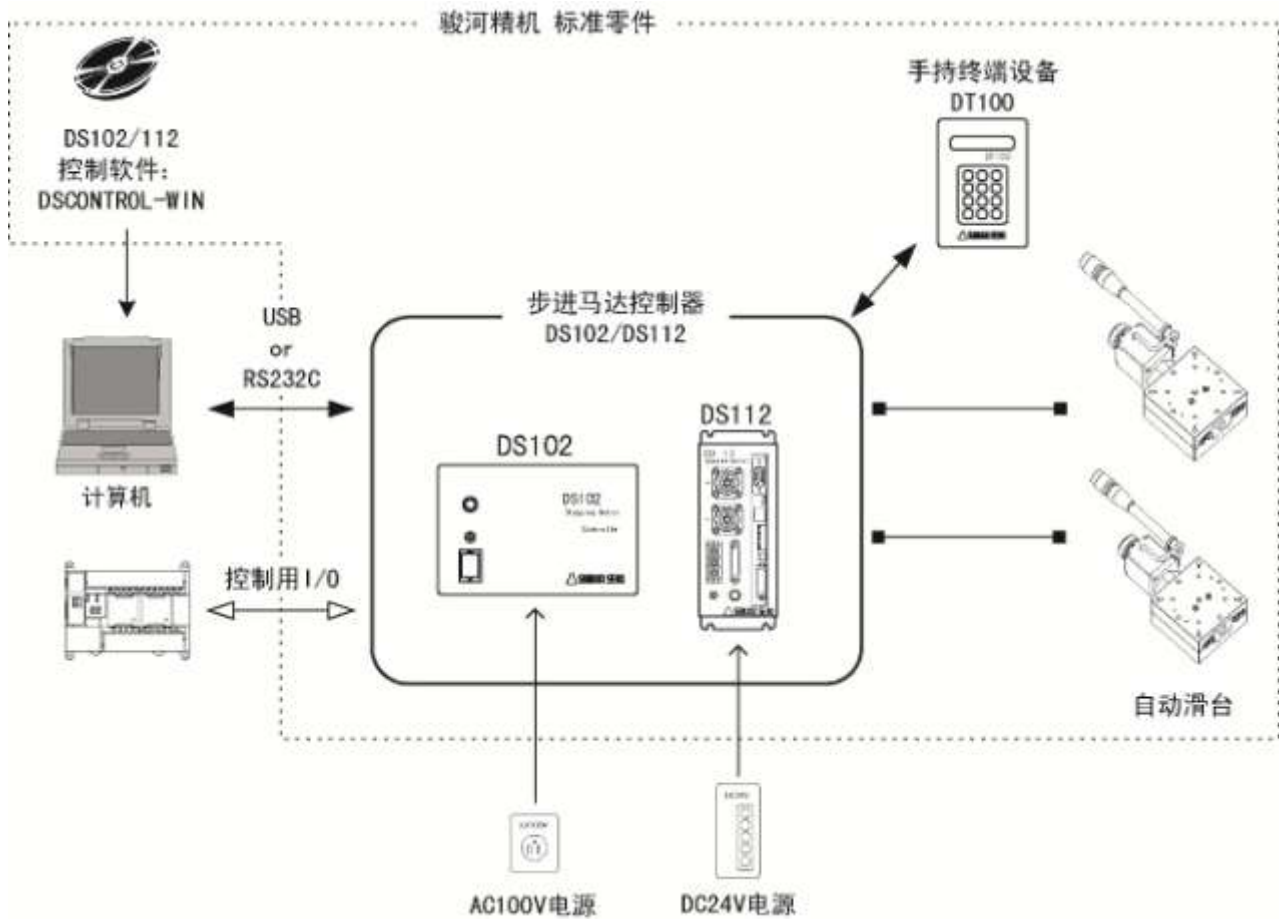 骏河精机 标准零件
DS102/112
控制软件:
DSCONTROL-WIN
手持终端设备
DT100
USB
or
RS232C
步进马达控制器
DS102/DS112
DS102
DS102
Controller
DS112
计算机
控制用I/O
自动滑台
AC100V电源
DC24V电源